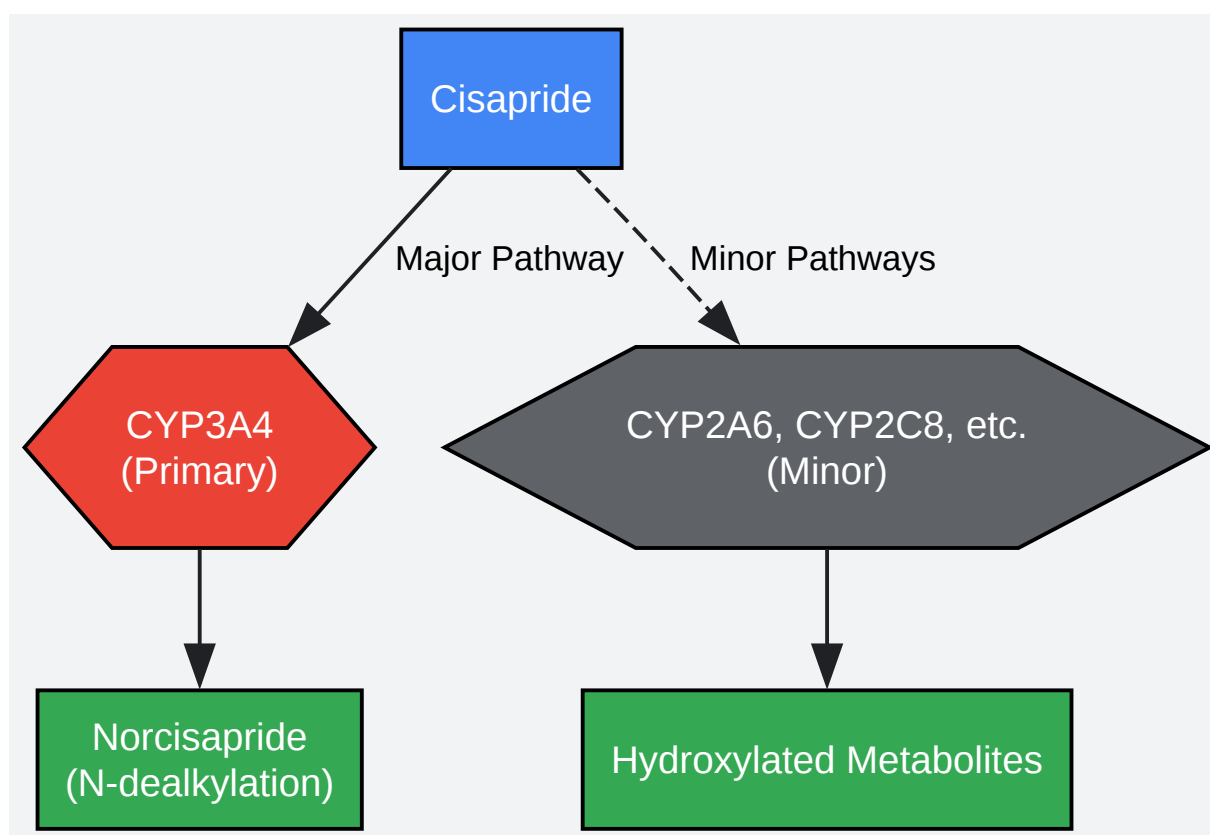 Cisapride
Major Pathway
Minor Pathways
CYP3A4
(Primary)
CYP2A6, CYP2C8, etc.
(Minor)
Norcisapride
(N-dealkylation)
Hydroxylated Metabolites